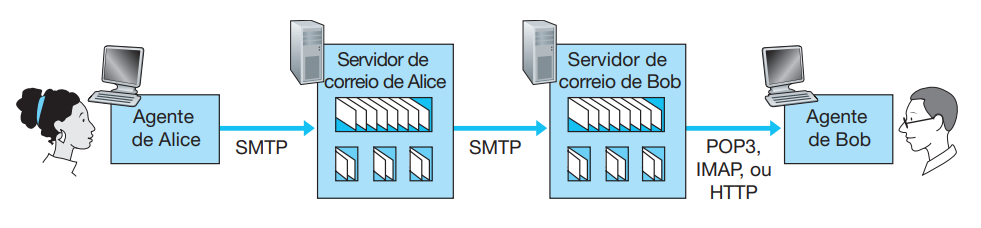 Servidor de
correio de Alice
Servidor de
correio de Bob
Agente
de Alice
Agente
de Bob
SMTP
SMTP
POP3,
IMAP, ou
HTTP